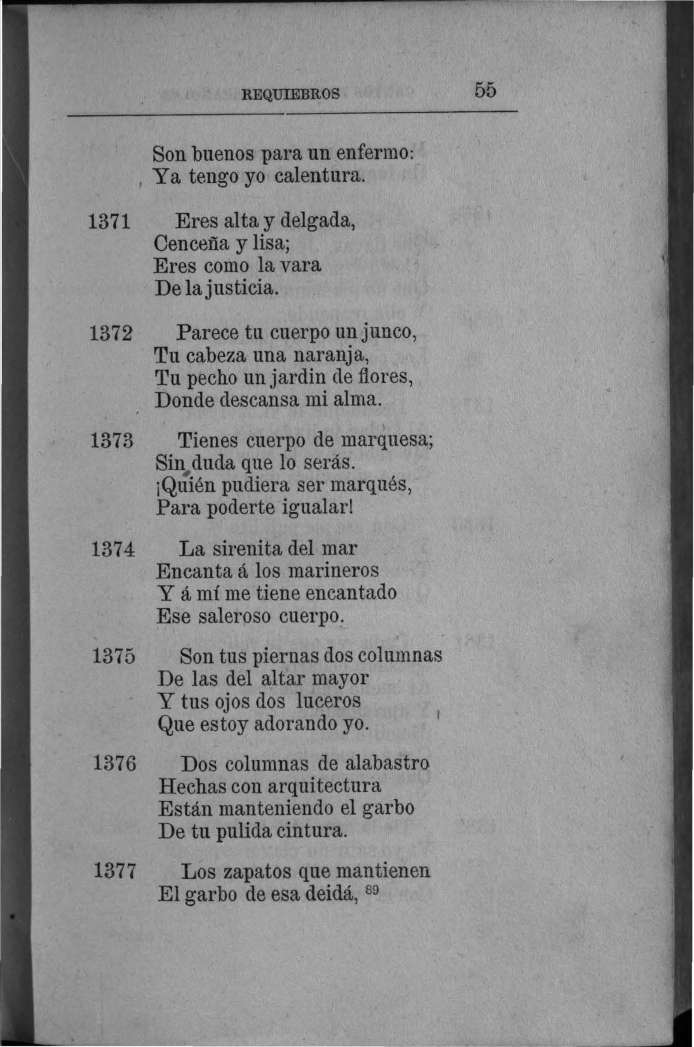 REQUIEBROS 55
Son buenos para un enfermo:
Ya tengo yo calentura.
1371 Eres alta y delgada,
Cenceña y lisa;
Eres como la vara
De la justicia.
1372 Parece tu cuerpo un junco,
Tu cabeza una naranja,
Tu pecho un jardin de flores,
Donde descansa mi alma.
1373 Tienes cuerpo de marquesa;
Sin duda que lo serás.
¡Quién pudiera ser marqués,
Para poderte igualar!
1374 La sirenita del mar
Encanta á los marineros
Y á mí me tiene encantado
Ese saleroso cuerpo.
1375 Son tus piernas dos columnas
De las del altar mayor
Y tus ojos dos luceros
Que estoy adorando yo.
1376 Dos columnas de alabastro
Hechas con arquitectura
Están manteniendo el garbo
De tu pulida cintura.
1377 Los zapatos que mantienen
El garbo de esa deidá, 89